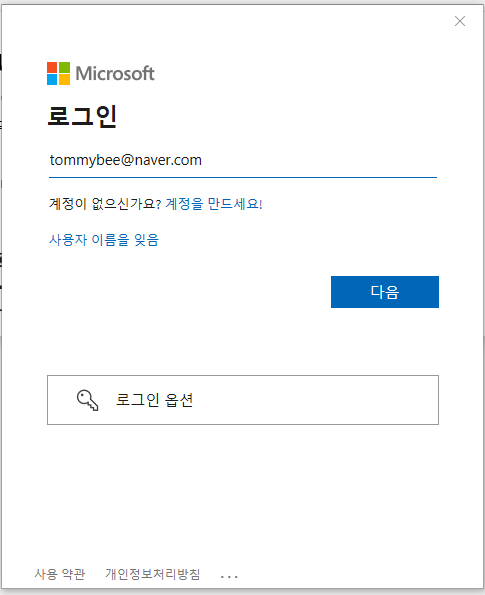 Microsoft
로그인
tommybee@naver.com
계정이 없으신가요? 계정을 만드세요!
사용자 이름을 잊음
다음
로그인 옵션
사용 약관 개인정보처리방침 ...